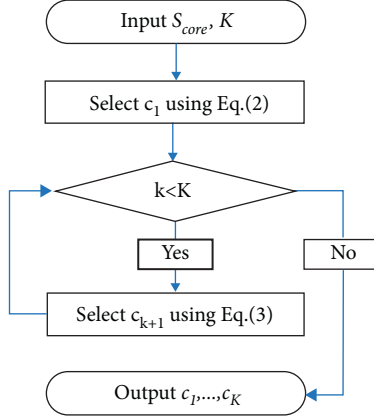 Input S_core, K
Select c_1 using Eq.(2)
k<K
Yes
No
Select c_k+1 using Eq.(3)
Output c_1,...,c_K